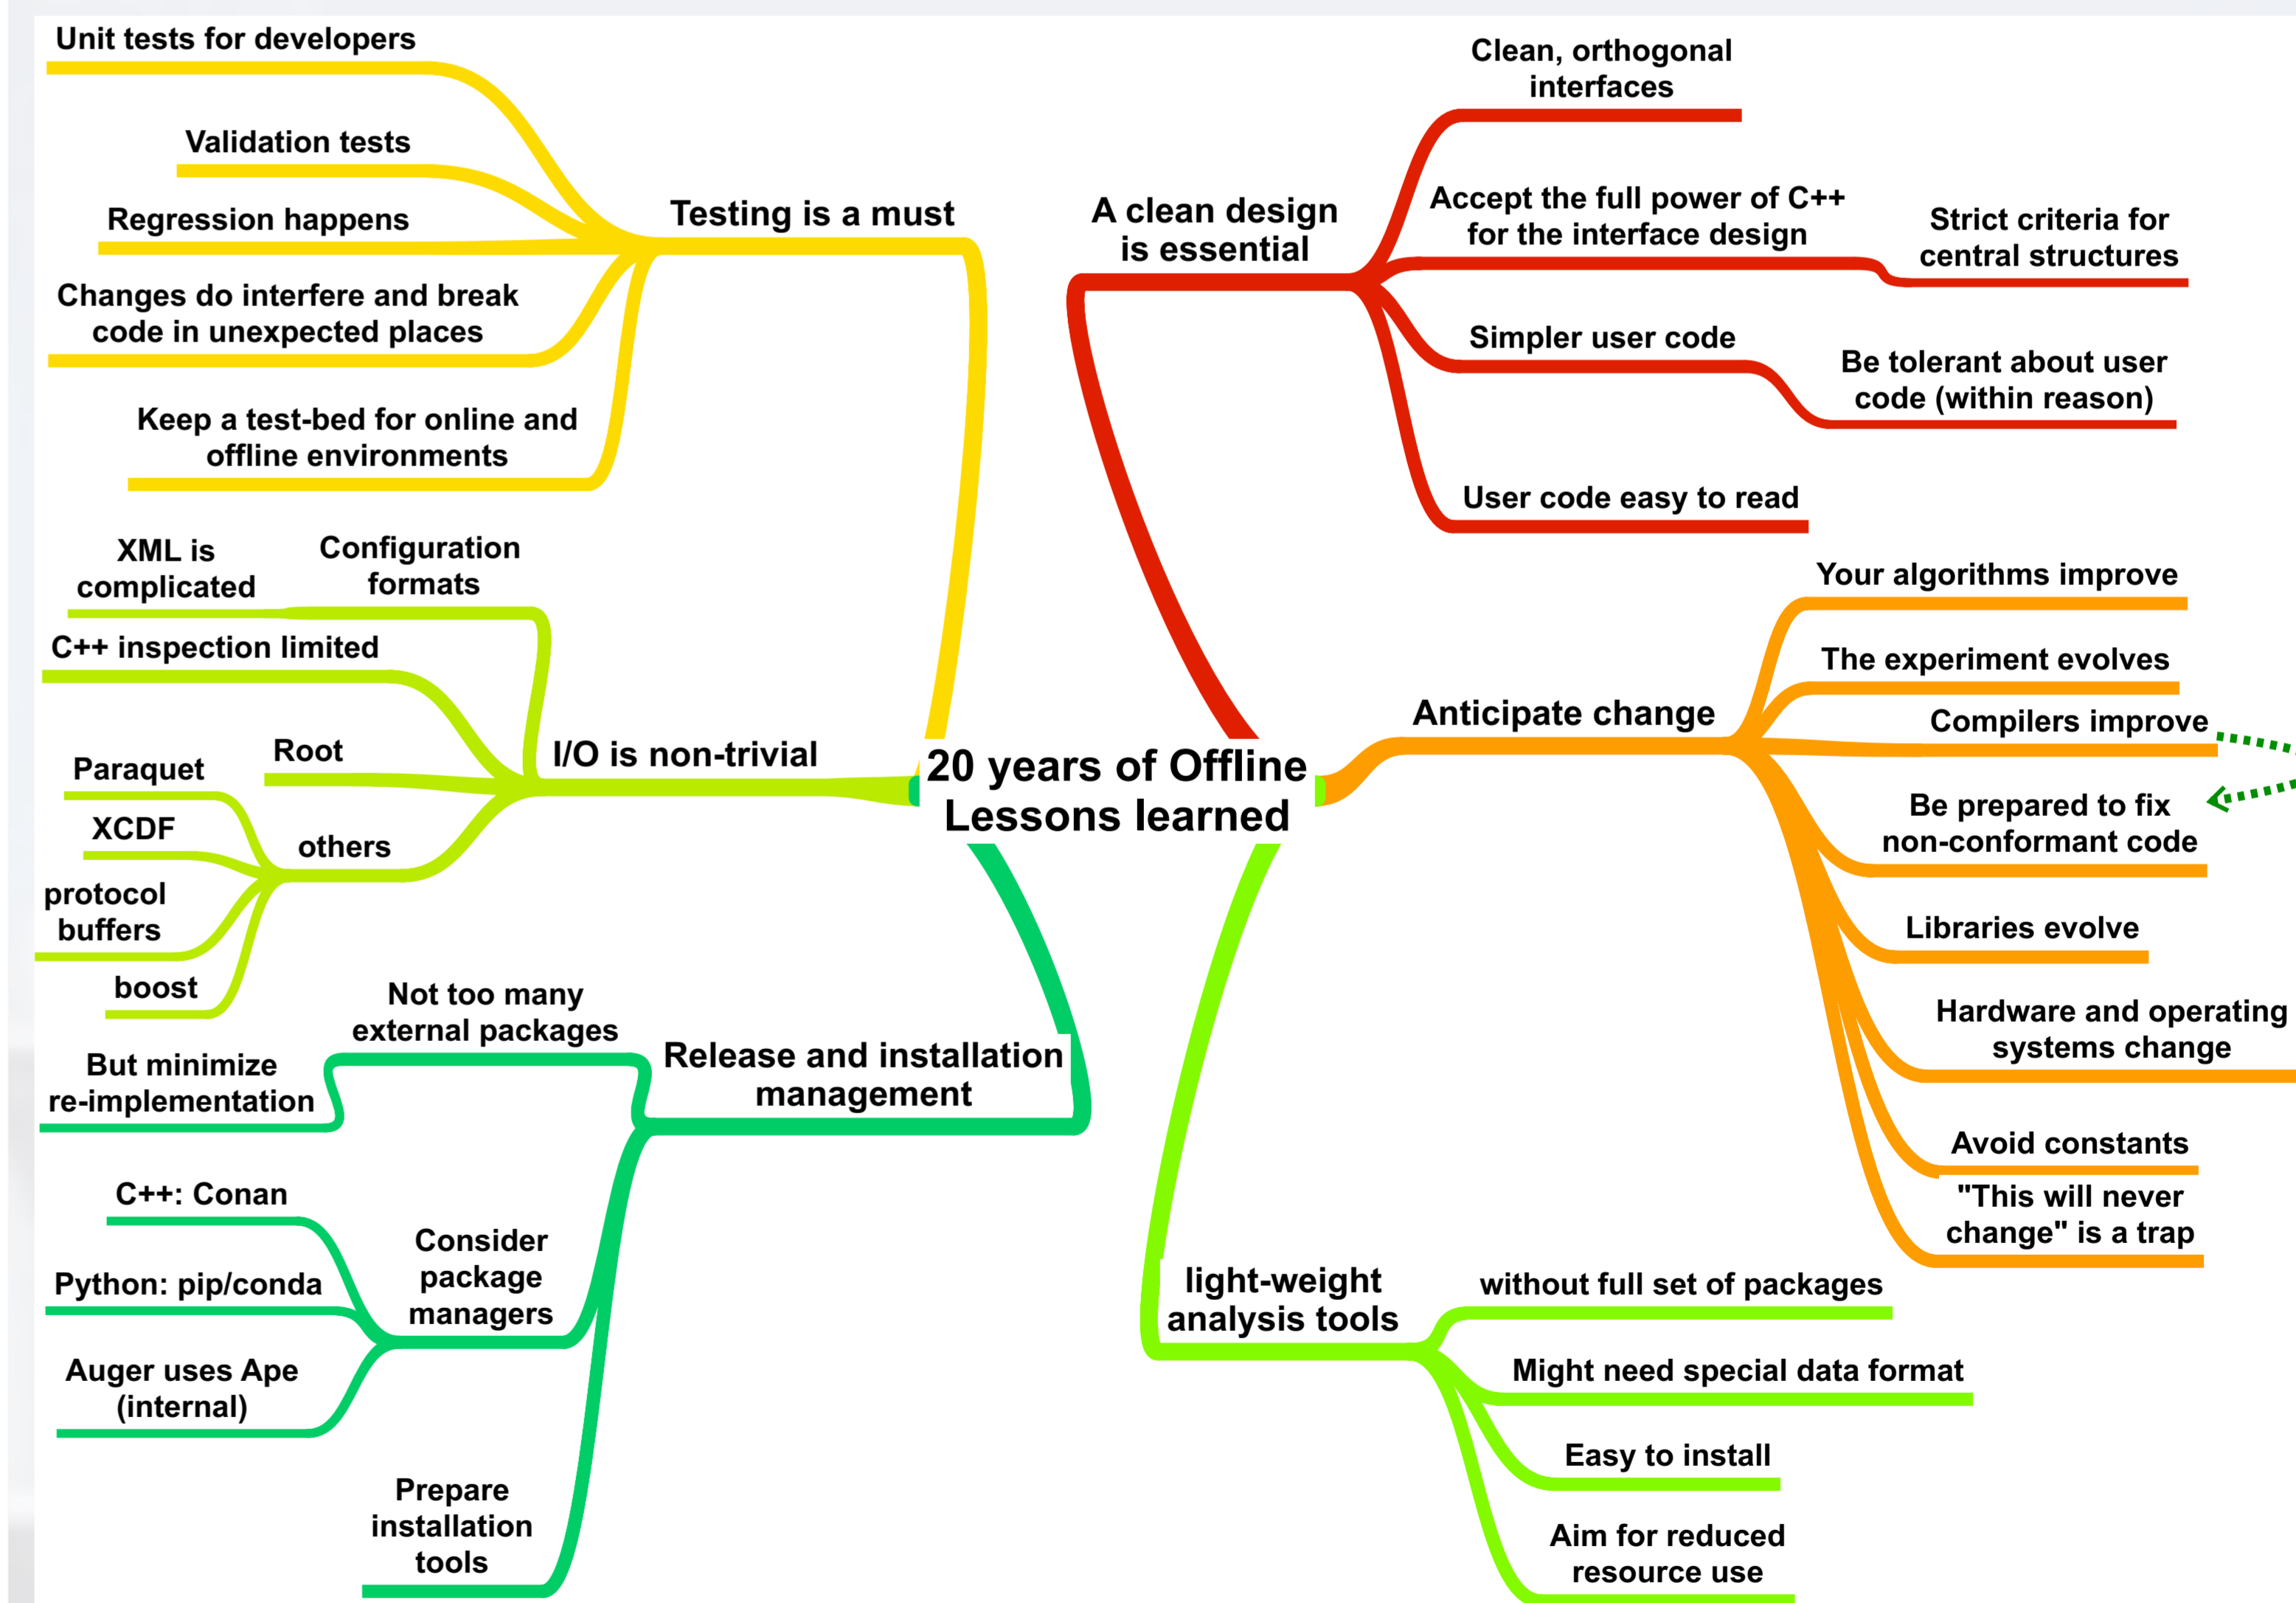 Unit tests for developers
Validation tests
Regression happens
Changes do interfere and break
code in unexpected places
Keep a test-bed for online and
offline environments
Testing is a must
XML is
complicated
Configuration
formats
C++ inspection limited
Root
Paraquet
XCDF
protocol
buffers
boost
others
I/O is non-trivial
Not too many
external packages
But minimize
re-implementation
Release and installation
management
C++: Conan
Python: pip/conda
Auger uses Ape
(internal)
Consider
package
managers
Prepare
installation
tools
20 years of Offline
Lessons learned
A clean design
is essential
Clean, orthogonal
interfaces
Accept the full power of C++
for the interface design
Strict criteria for
central structures
Simpler user code
Be tolerant about user
code (within reason)
User code easy to read
Anticipate change
Your algorithms improve
The experiment evolves
Compilers improve
Be prepared to fix
non-conformant code
Libraries evolve
Hardware and operating
systems change
Avoid constants
"This will never
change" is a trap
light-weight
analysis tools
without full set of packages
Might need special data format
Easy to install
Aim for reduced
resource use